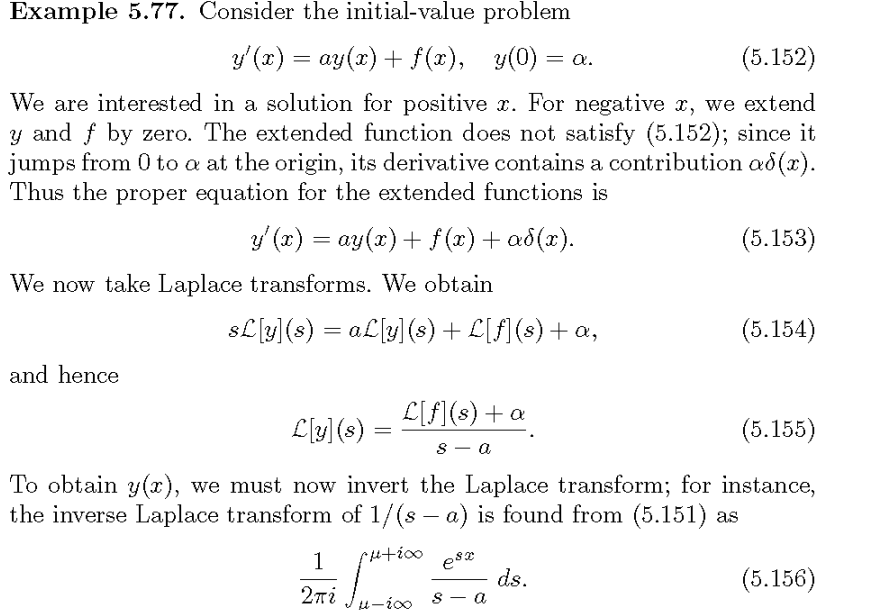 Example 5.77. Consider the initial-value problem
y′(x) = ay(x) + f(x), y(0) = α. (5.152)
We are interested in a solution for positive x. For negative x, we extend
y and f by zero. The extended function does not satisfy (5.152); since it
jumps from 0 to α at the origin, its derivative contains a contribution αδ(x).
Thus the proper equation for the extended functions is
y′(x) = ay(x) + f(x) + αδ(x). (5.153)
We now take Laplace transforms. We obtain
sℒ[y](s) = aℒ[y](s) + ℒ[f](s) + α, (5.154)
and hence
ℒ[y](s) = \frac{ℒ[f](s) + α}{s − a}. (5.155)
To obtain y(x), we must now invert the Laplace transform; for instance,
the inverse Laplace transform of 1/(s − a) is found from (5.151) as
\frac{1}{2πi} ∫_{μ−i∞}^{μ+i∞} \frac{e^{sx}}{s − a} ds. (5.156)